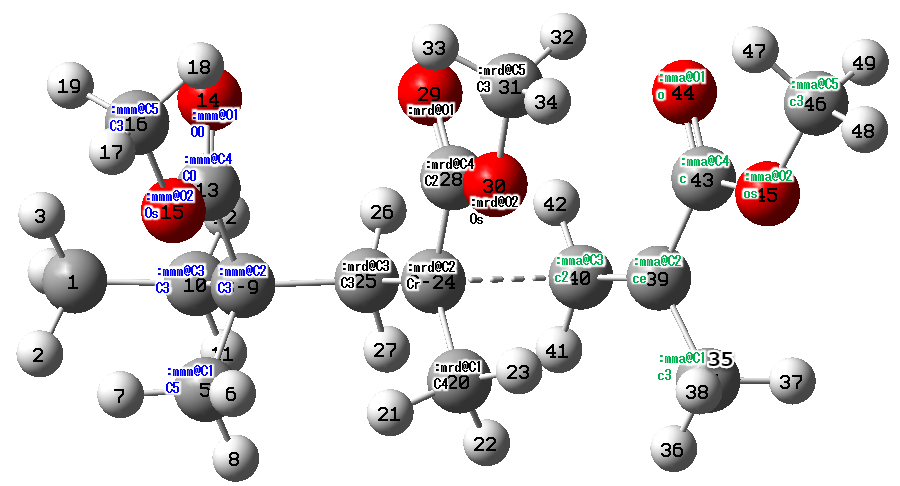 32
33
47
49
18
:mrd@C5
19
C3
31
:mma@O1
:mma@C5
14
29
o
44
c3
46
:mmm@C5
:mmm@O1
:mrd@O1
34
C3
16
OO
48
17
:mmm@C4
:mrd@C4
:mma@C4
CO
C2
28
30
c
43
:mma@O2
:mmm@O2
13
:mrd@O2
os
45
Os
15
Os
42
3
26
:mmm@C3
:mmm@C2
:mrd@C3
:mrd@C2
:mma@C3
:mma@C2
1
C3
10
C3
-9
C3
25
Cr
-24
c2
40
ce
39
2
11
27
41
:mmm@C1
:mrd@C1
:mma@C1
35
C5
5
C4
20
23
c3
7
6
38
37
21
8
22
36